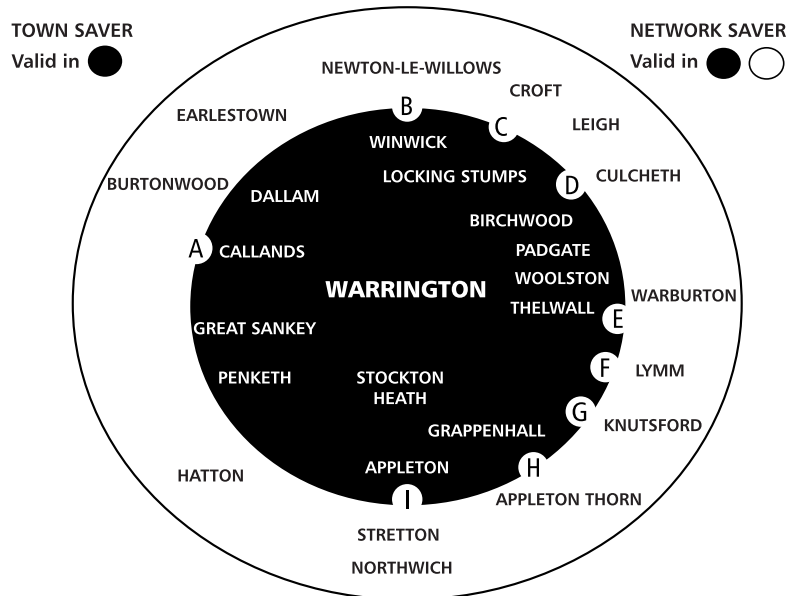 TOWN SAVER
Valid in
NETWORK SAVER
Valid in
NEWTON-LE-WILLOWS
CROFT
EARLESTOWN
B
LEIGH
C
WINWICK
LOCKING STUMPS
CULCHETH
BURTONWOOD
D
DALLAM
BIRCHWOOD
A
CALLANDS
PADGATE
WOOLSTON
WARRINGTON
WARBURTON
THELWALL
E
GREAT SANKEY
F
LYMM
PENKETH
STOCKTON
HEATH
G
KNUTSFORD
GRAPPENHALL
APPLETON
H
HATTON
I
APPLETON THORN
STRETTON
NORTHWICH